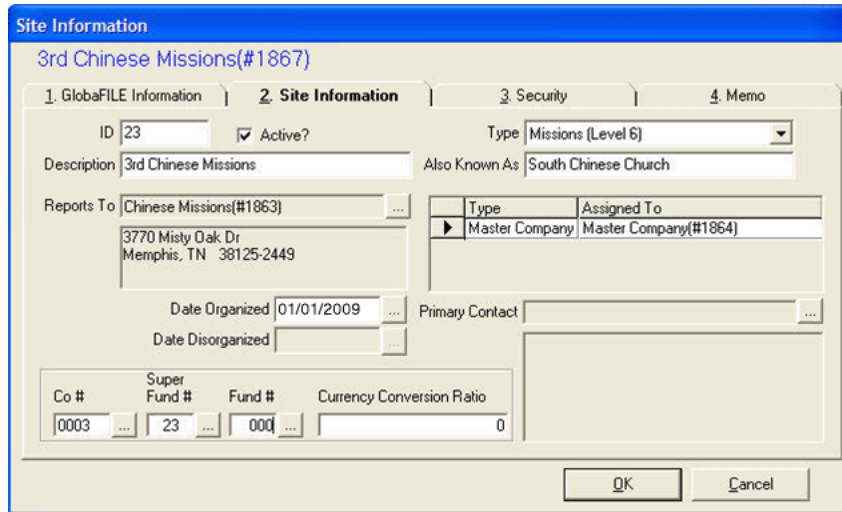 Site Information
3rd Chinese Missions(#1867)
1. GlobaFILE Information 2. Site Information 3. Security 4. Memo
ID 23 Active? Type Missions (Level 6)
Description 3rd Chinese Missions Also Known As South Chinese Church
Reports To Chinese Missions(#1863) ... Type Assigned To
Master Company Master Company(#1864)
3770 Misty Oak Dr
Memphis, TN 38125-2449
Date Organized 01/01/2009 ... Primary Contact ...
Date Disorganized ...
Super
Co # Fund # Fund # Currency Conversion Ratio
0003 ... 23 ... 000 ... 0
OK Cancel